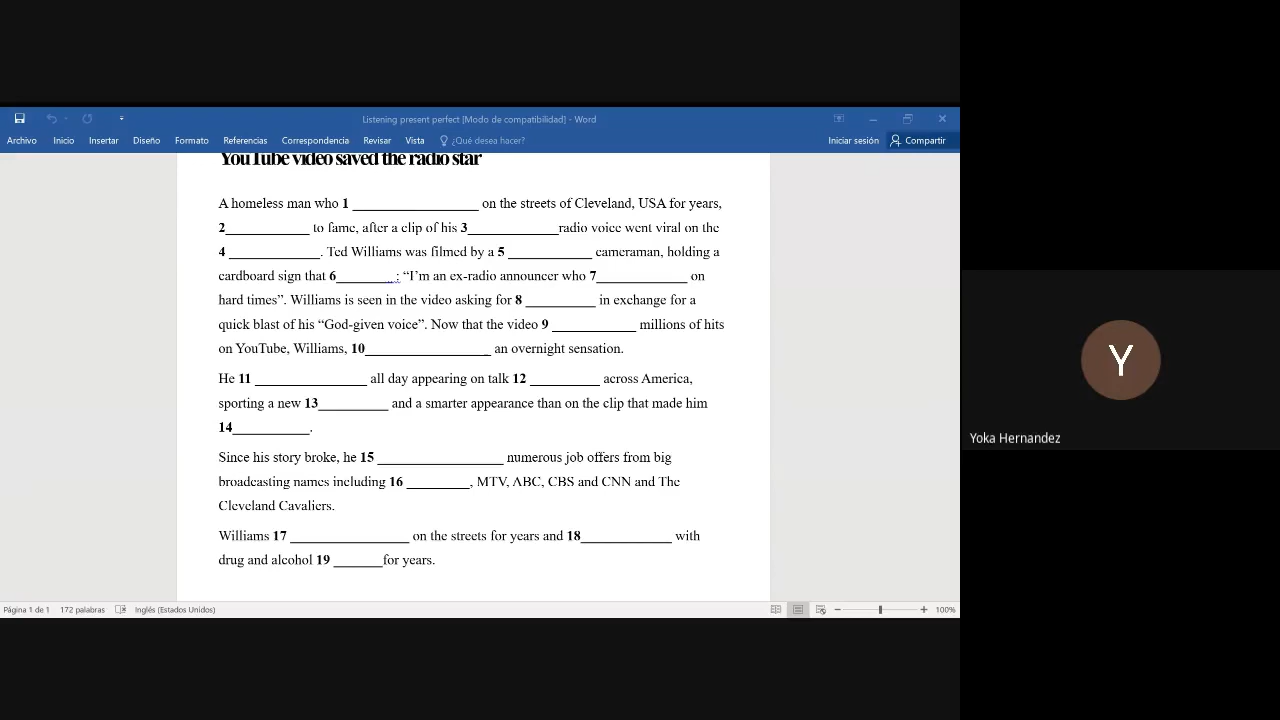 Listening present perfect [Modo de compatibilidad] - Word
Archivo Inicio Insertar Diseño Formato Referencias Correspondencia Revisar Vista ¿Qué desea hacer? Iniciar sesión Compartir
YouTube video saved the radio star
A homeless man who 1 __________________ on the streets of Cleveland, USA for years,
2____________ to fame, after a clip of his 3_____________radio voice went viral on the
4 _____________. Ted Williams was filmed by a 5 ____________ cameraman, holding a
cardboard sign that 6________: “I’m an ex-radio announcer who 7_____________ on
hard times”. Williams is seen in the video asking for 8 __________ in exchange for a
quick blast of his “God-given voice”. Now that the video 9 ____________ millions of hits
on YouTube, Williams, 10__________________ an overnight sensation.
He 11 ________________ all day appearing on talk 12 __________ across America,
sporting a new 13__________ and a smarter appearance than on the clip that made him
14___________.
Since his story broke, he 15 __________________ numerous job offers from big
broadcasting names including 16 _________, MTV, ABC, CBS and CNN and The
Cleveland Cavaliers.
Williams 17 _________________ on the streets for years and 18_____________ with
drug and alcohol 19 _______for years.
Página 1 de 1 172 palabras Inglés (Estados Unidos) 100%
Y
Yoka Hernandez